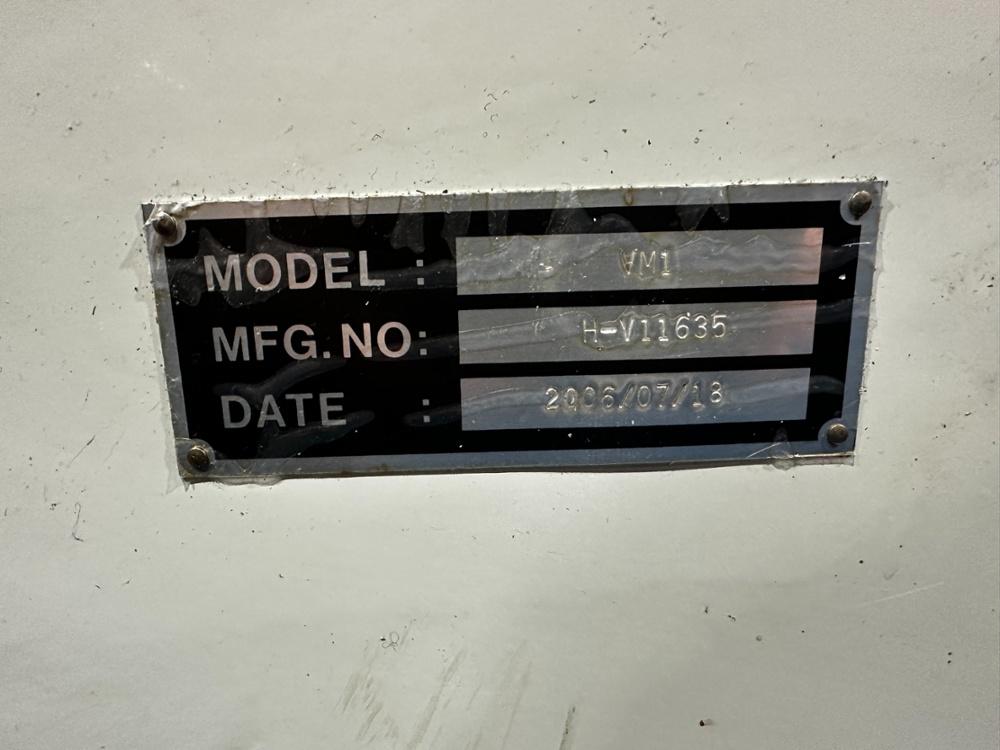 MODEL : VM1
MFG.NO: H-V11635
DATE : 2006/07/18